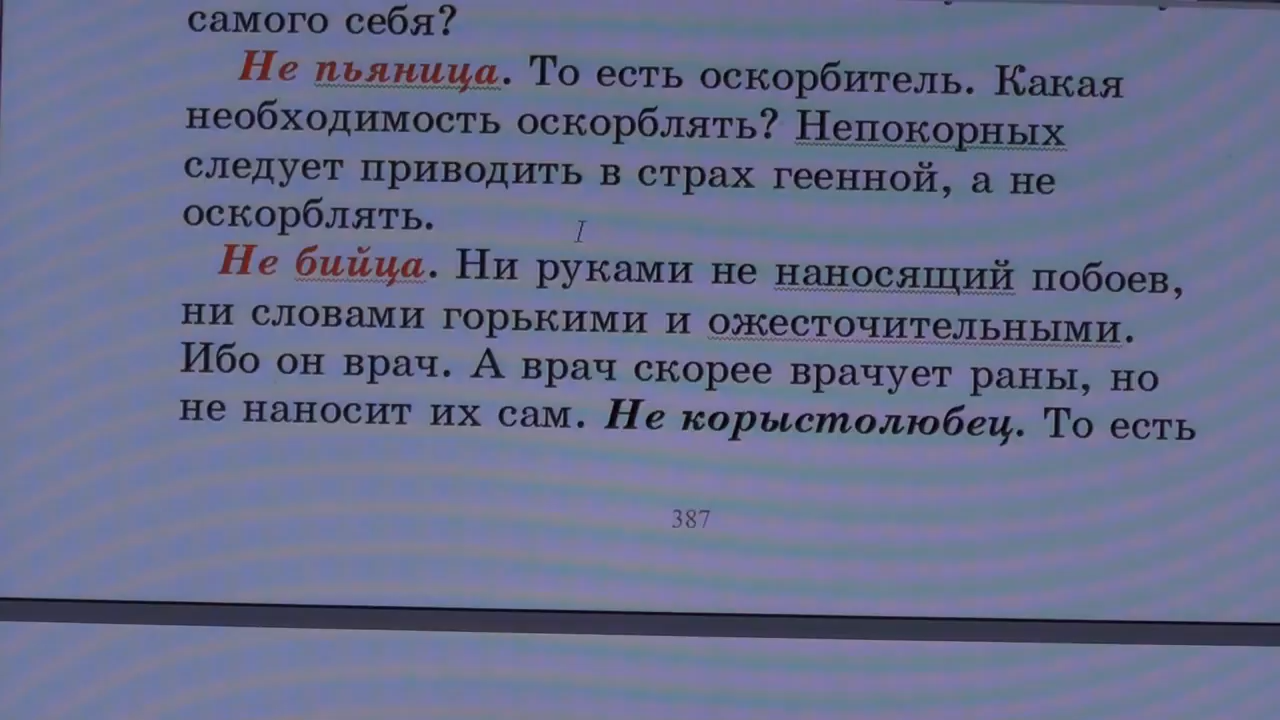 самого себя?
Не пьяница. То есть оскорбитель. Какая
необходимость оскорблять? Непокорных
следует приводить в страх геенной, а не
оскорблять.
Не бийца. Ни руками не наносящий побоев,
ни словами горькими и ожесточительными.
Ибо он врач. А врач скорее врачует раны, но
не наносит их сам. Не корыстолюбец. То есть
387